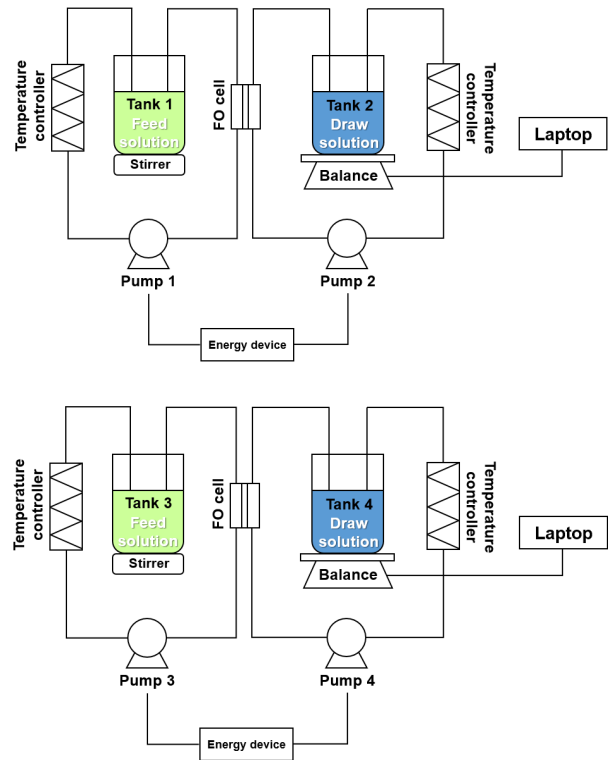 Temperature
controller
Tank 1
Feed
solution
Stirrer
FO cell
Tank 2
Draw
solution
Balance
Temperature
controller
Laptop
Pump 1
Pump 2
Energy device
Temperature
controller
Tank 3
Feed
solution
Stirrer
FO cell
Tank 4
Draw
solution
Balance
Temperature
controller
Laptop
Pump 3
Pump 4
Energy device